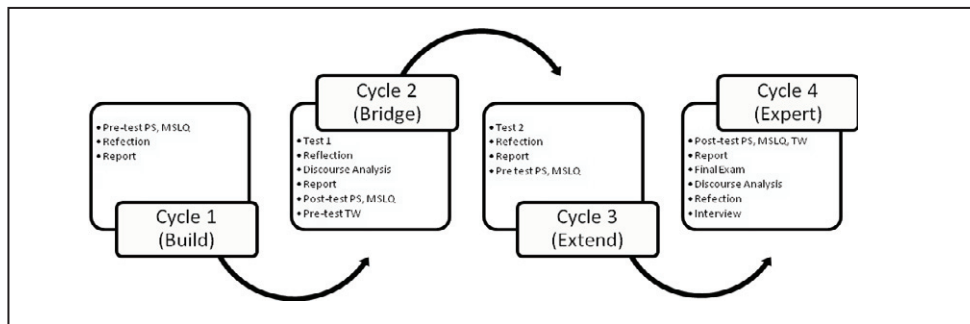 • Pre-test PS, MSLQ
• Refection
• Report
Cycle 1
(Build)
Cycle 2
(Bridge)
• Test 1
• Reflection
• Discourse Analysis
• Report
• Post-test PS, MSLQ
• Pre-test TW
• Test 2
• Refection
• Report
• Pre test PS, MSLQ
Cycle 3
(Extend)
Cycle 4
(Expert)
• Post-test PS, MSLQ, TW
• Report
• Final Exam
• Discourse Analysis
• Refection
• Interview